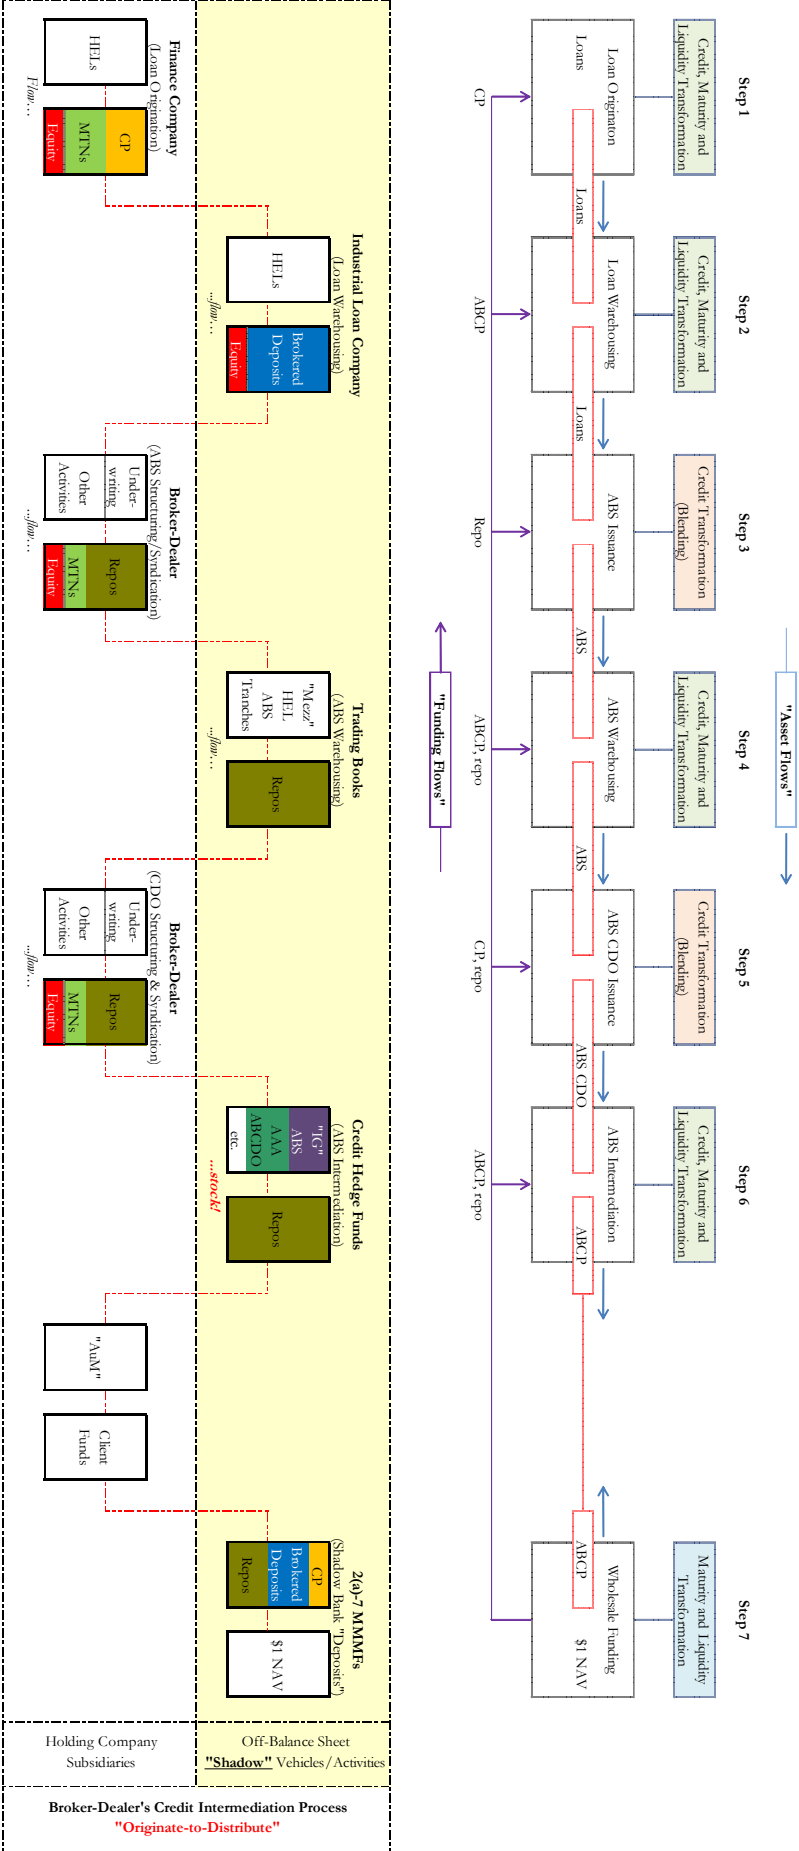 "Asset Flows"
Step 1
Step 2
Step 3
Step 4
Step 5
Step 6
Step 7
Credit, Maturity and
Liquidity Transformation
Credit, Maturity and
Liquidity Transformation
Credit Transformation
(Blending)
Credit, Maturity and
Liquidity Transformation
Credit Transformation
(Blending)
Credit, Maturity and
Liquidity Transformation
Maturity and Liquidity
Transformation
Loan Originaton
Loan Warehousing
ABS Issuance
ABS Warehousing
ABS CDO Issuance
ABS Intermediation
Wholesale Funding
Loans
Loans
Loans
ABS
ABS
ABS CDO
ABCP
ABCP
$1 NAV
CP
ABCP
Repo
ABCP, repo
CP, repo
ABCP, repo
"Funding Flows"
Industrial Loan Company
(Loan Warehousing)
HELs
Brokered
Deposits
Equity
...flow…
Trading Books
(ABS Warehousing)
"Mezz"
HEL
ABS
Tranches
Repos
...flow…
Credit Hedge Funds
(ABS Intermediation)
"IG"
ABS
AAA
ABCDO
etc.
Repos
...stock!
2(a)-7 MMMFs
(Shadow Bank "Deposits")
CP
Brokered
Deposits
Repos
$1 NAV
Off-Balance Sheet
"Shadow" Vehicles/Activities
Finance Company
(Loan Origination)
HELs
CP
MTNs
Equity
Flow…
Broker-Dealer
(ABS Structuring/Syndication)
Under-
writing
Other
Activities
Repos
MTNs
Equity
...flow…
Broker-Dealer
(CDO Structuring & Syndication)
Under-
writing
Other
Activities
Repos
MTNs
Equity
...flow…
"AuM"
Client
Funds
Holding Company
Subsidiaries
Broker-Dealer's Credit Intermediation Process
"Originate-to-Distribute"